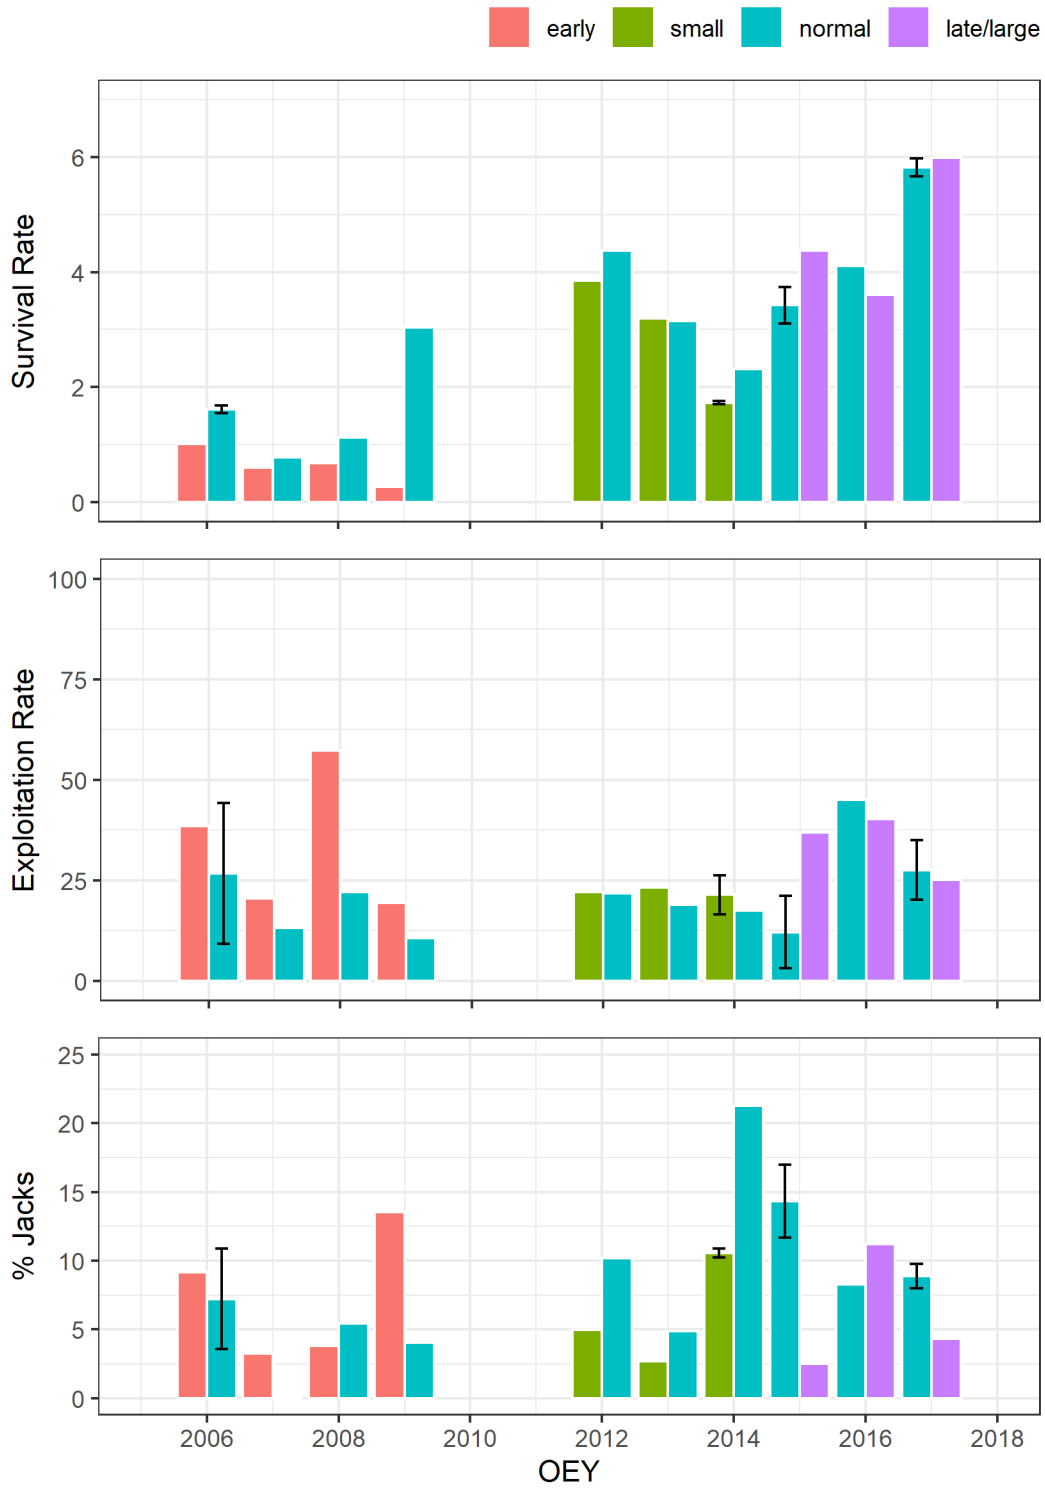 early small normal late/large
Survival Rate
6
4
2
0
Exploitation Rate
100
75
50
25
0
% Jacks
25
20
15
10
5
0
2006 2008 2010 2012 2014 2016 2018
OEY